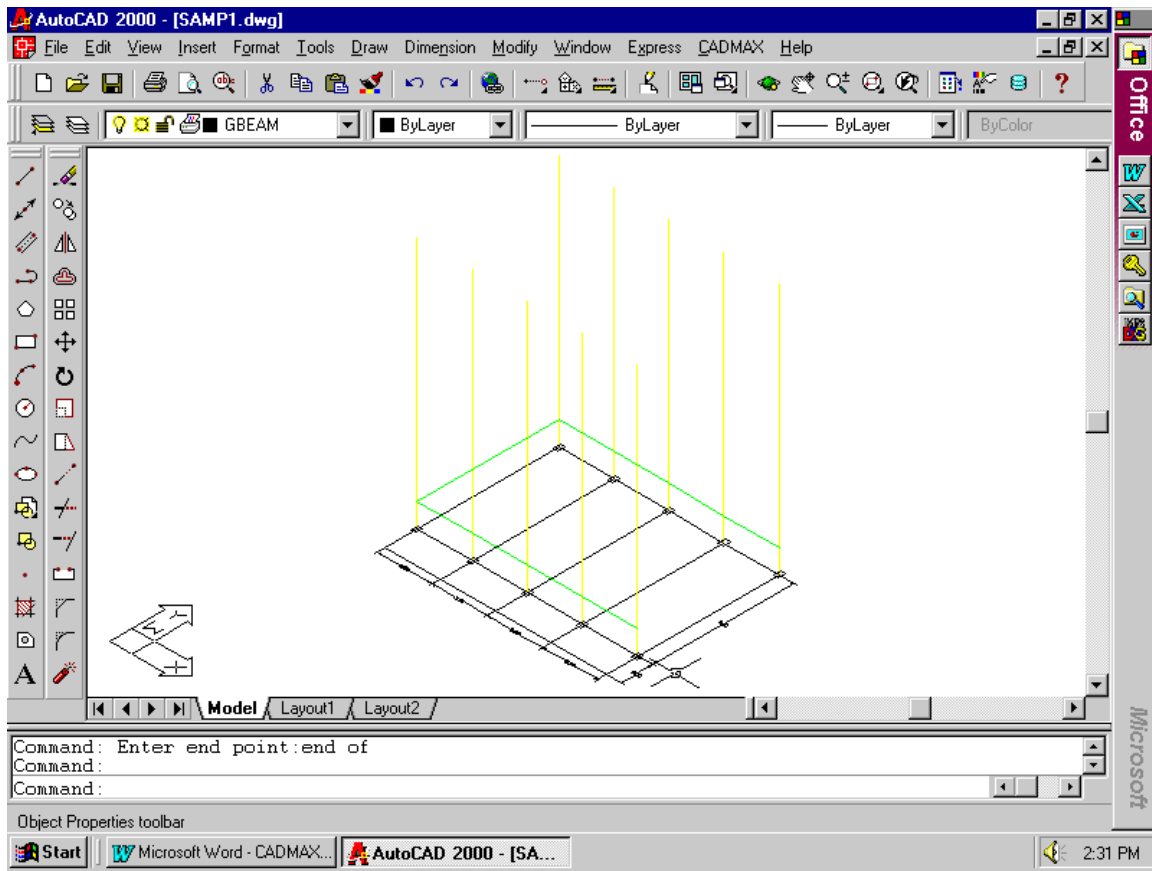 AutoCAD 2000 - [SAMP1.dwg]
File Edit View Insert Format Tools Draw Dimension Modify Window Express CADMAX Help
GBEAM ByLayer ByLayer ByLayer ByColor
Office
A
Model Layout1 Layout2
Command: Enter end point:end of
Command:
Command:
Microsoft
Object Properties toolbar
Start Microsoft Word - CADMAX... AutoCAD 2000 - [SA... 2:31 PM